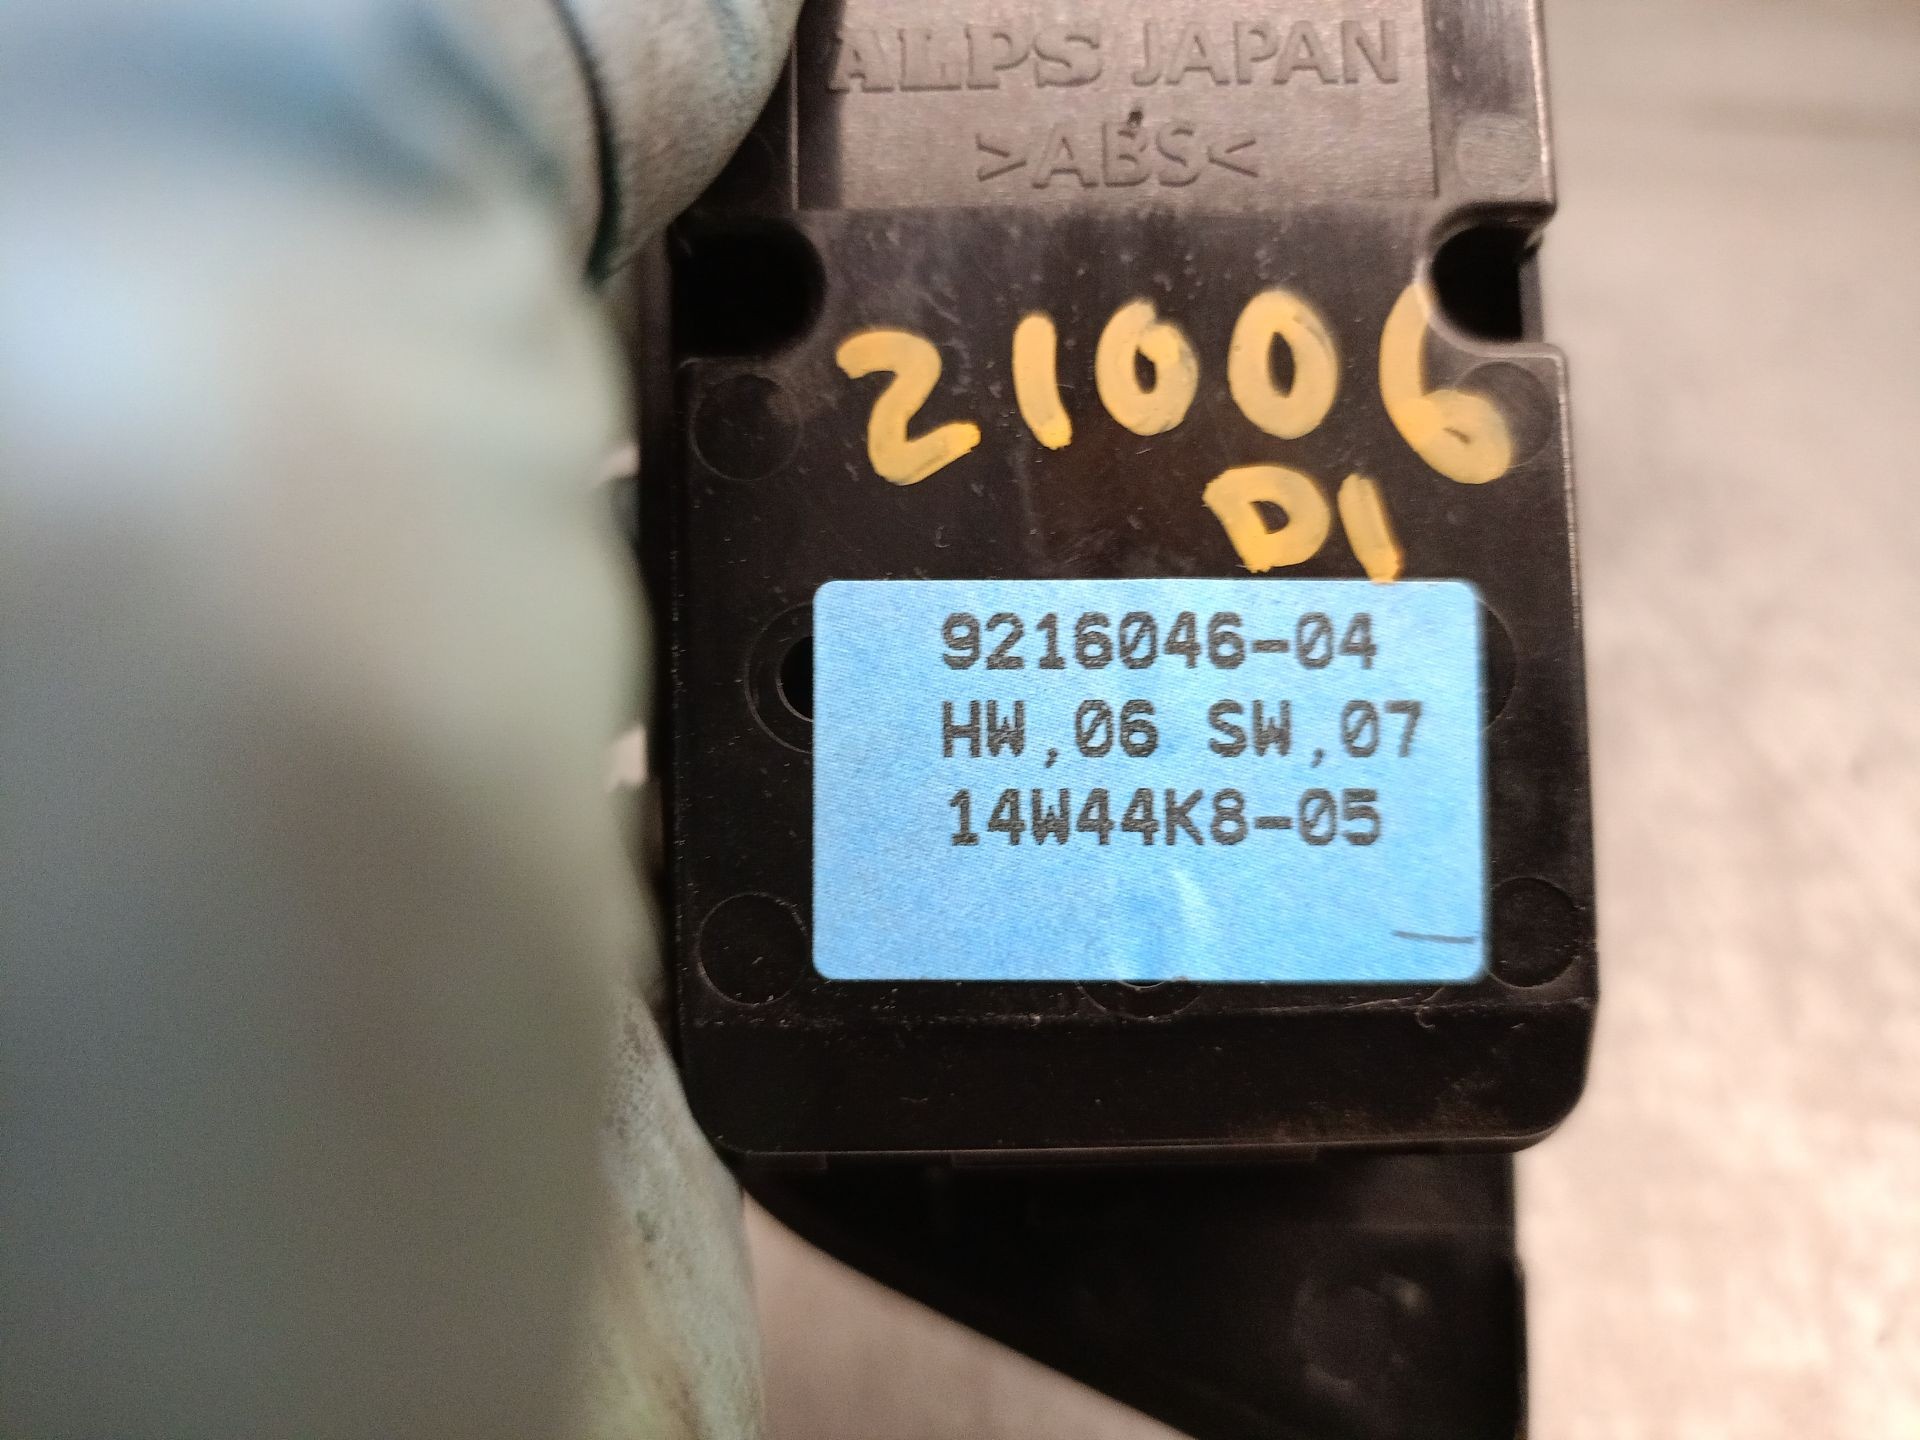 ALPS JAPAN
>ABS<
21006
D1
9216046-04
HW,06 SW,07
14W44K8-05